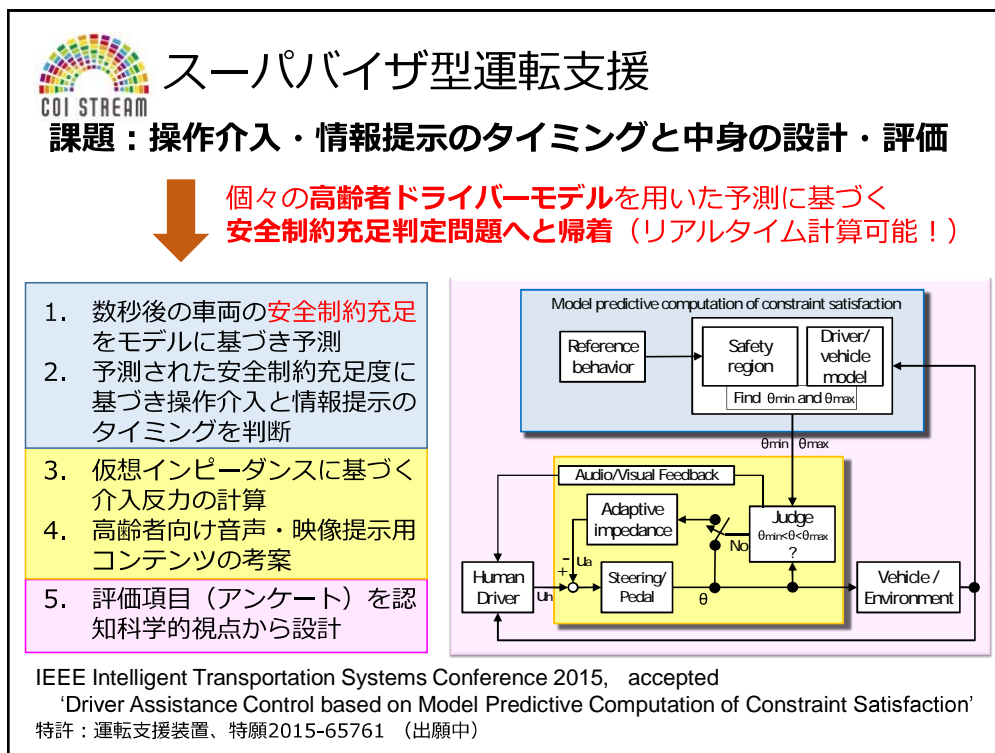 COI STREAM
スーパバイザ型運転支援
課題：操作介入・情報提示のタイミングと中身の設計・評価
個々の高齢者ドライバーモデルを用いた予測に基づく
安全制約充足判定問題へと帰着（リアルタイム計算可能！）
1. 数秒後の車両の安全制約充足
をモデルに基づき予測
2. 予測された安全制約充足度に
基づき操作介入と情報提示の
タイミングを判断
3. 仮想インピーダンスに基づく
介入反力の計算
4. 高齢者向け音声・映像提示用
コンテンツの考案
5. 評価項目（アンケート）を認
知科学的視点から設計
Model predictive computation of constraint satisfaction
Reference
behavior
Safety
region
Driver/
vehicle
model
Find θmin and θmax
θmin θmax
Audio/Visual Feedback
Adaptive
impedance
Judge
θmin<θ<θmax
?
No
ua
－
＋
Human
Driver
uh
Steering/
Pedal
θ
Vehicle /
Environment
IEEE Intelligent Transportation Systems Conference 2015, accepted
‘Driver Assistance Control based on Model Predictive Computation of Constraint Satisfaction’
特許：運転支援装置、特願2015-65761 （出願中）